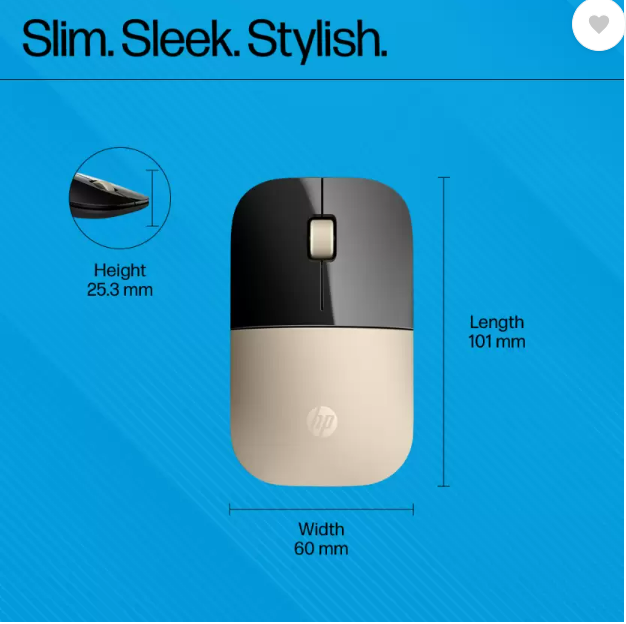 Slim. Sleek. Stylish.
Height
25.3 mm
Length
101 mm
hp
Width
60 mm